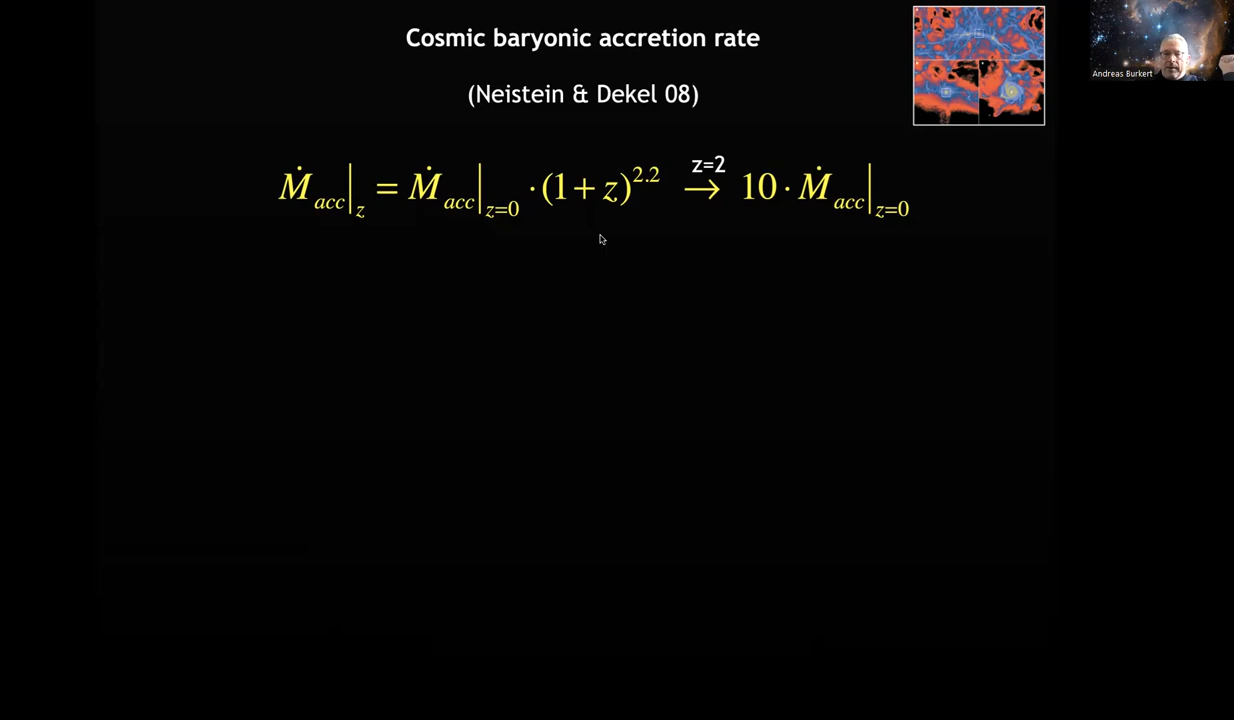 Cosmic baryonic accretion rate
Andreas Burkert
(Neistein & Dekel 08)
Ṁ_acc|_z = Ṁ_acc|_{z=0} · (1+z)^{2.2} →^{z=2} 10 · Ṁ_acc|_{z=0}